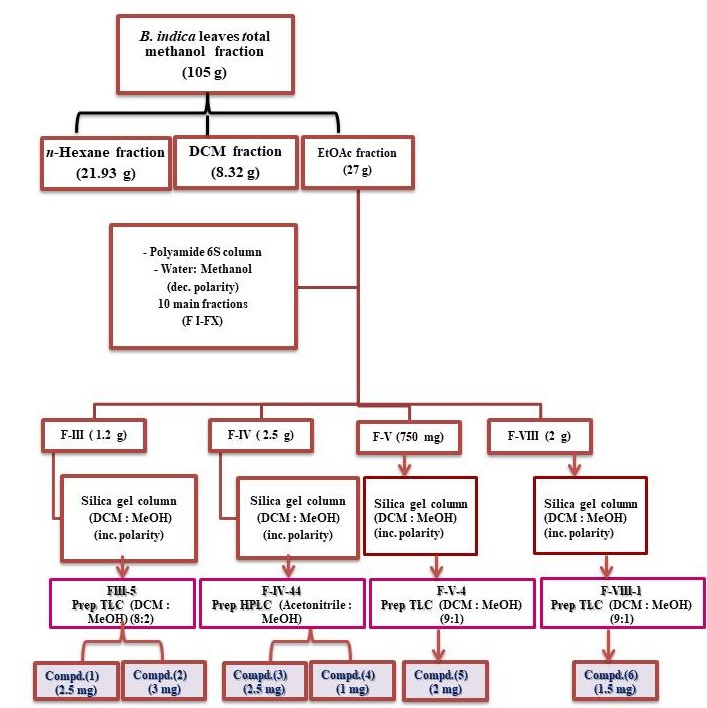 B. indica leaves total
methanol fraction
(105 g)
n-Hexane fraction
(21.93 g)
DCM fraction
(8.32 g)
EtOAc fraction
(27 g)
- Polyamide 6S column
- Water: Methanol
(dec. polarity)
10 main fractions
(F I-FX)
F-III ( 1.2 g)
F-IV ( 2.5 g)
F-V (750 mg)
F-VIII (2 g)
Silica gel column
(DCM : MeOH)
(inc. polarity)
Silica gel column
(DCM : MeOH)
(inc. polarity)
Silica gel column
(DCM : MeOH)
(inc. polarity)
Silica gel column
(DCM : MeOH)
(inc. polarity)
FIII-5
Prep TLC (DCM :
MeOH) (8:2)
F-IV-44
Prep HPLC (Acetonitrile :
MeOH)
F-V-4
Prep TLC (DCM : MeOH)
(9:1)
F-VIII-1
Prep TLC (DCM : MeOH)
(9:1)
Compd.(1)
(2.5 mg)
Compd.(2)
(3 mg)
Compd.(3)
(2.5 mg)
Compd.(4)
(1 mg)
Compd.(5)
(2 mg)
Compd.(6)
(1.5 mg)